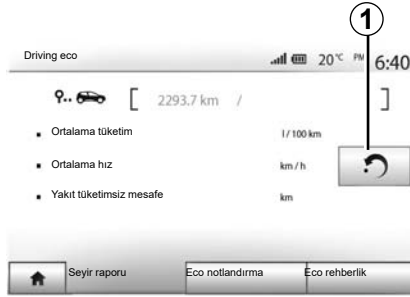 1
Driving eco 20°C PM 6:40
[ 2293.7 km / ]
Ortalama tüketim l / 100 km
Ortalama hız km / h
Yakıt tüketimsiz mesafe km
Seyir raporu Eco notlandırma Eco rehberlik